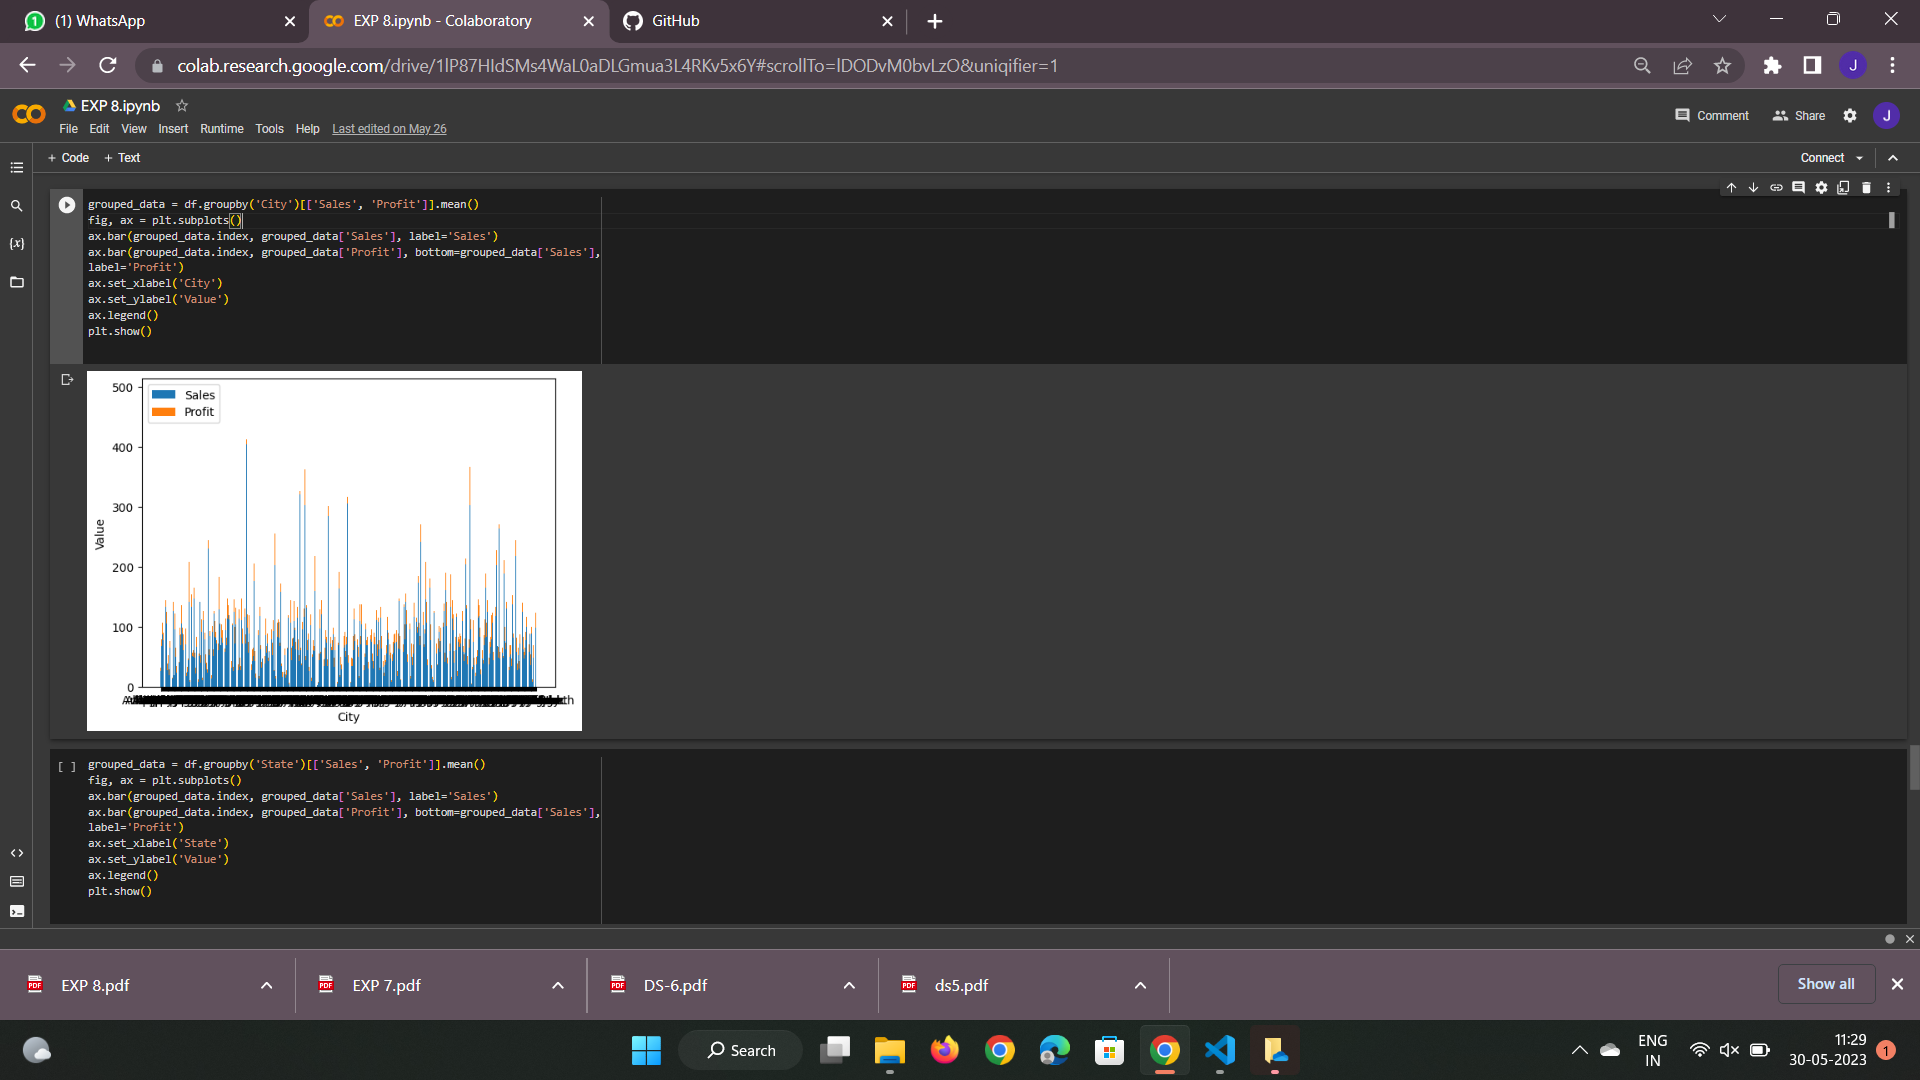 (1) WhatsApp
EXP 8.ipynb - Colaboratory
GitHub
colab.research.google.com/drive/1lP87HIdSMs4WaL0aDLGmua3L4RKv5x6Y#scrollTo=lDODvM0bvLzO&uniqifier=1
J
EXP 8.ipynb
File Edit View Insert Runtime Tools Help Last edited on May 26
Comment Share J
+ Code + Text
Connect
grouped_data = df.groupby('City')[['Sales', 'Profit']].mean()
fig, ax = plt.subplots()
ax.bar(grouped_data.index, grouped_data['Sales'], label='Sales')
ax.bar(grouped_data.index, grouped_data['Profit'], bottom=grouped_data['Sales'],
label='Profit')
ax.set_xlabel('City')
ax.set_ylabel('Value')
ax.legend()
plt.show()
Sales
Profit
500
400
300
200
100
0
Value
City
[ ]
grouped_data = df.groupby('State')[['Sales', 'Profit']].mean()
fig, ax = plt.subplots()
ax.bar(grouped_data.index, grouped_data['Sales'], label='Sales')
ax.bar(grouped_data.index, grouped_data['Profit'], bottom=grouped_data['Sales'],
label='Profit')
ax.set_xlabel('State')
ax.set_ylabel('Value')
ax.legend()
plt.show()
PDF EXP 8.pdf
PDF EXP 7.pdf
PDF DS-6.pdf
PDF ds5.pdf
Show all
Search
ENG
IN
11:29
30-05-2023
1